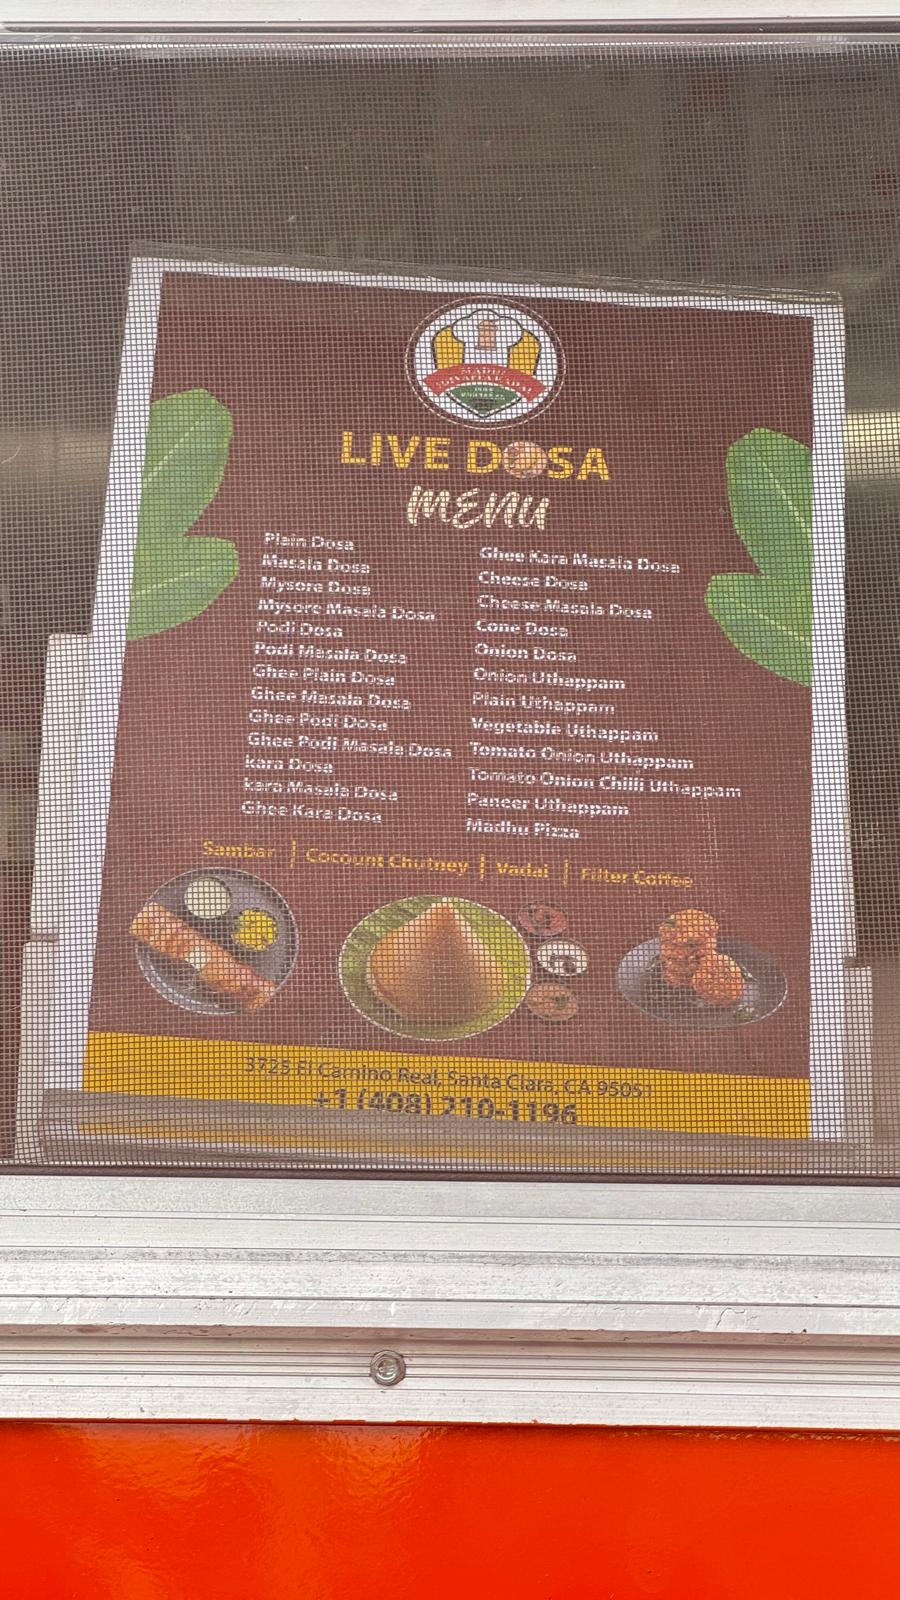 LIVE DOSA
MENU
Plain Dosa
Masala Dosa
Mysore Dosa
Mysore Masala Dosa
Podi Dosa
Podi Masala Dosa
Ghee Plain Dosa
Ghee Masala Dosa
Ghee Podi Dosa
Ghee Podi Masala Dosa
kara Dosa
kara Masala Dosa
Ghee Kara Dosa
Ghee Kara Masala Dosa
Cheese Dosa
Cheese Masala Dosa
Cone Dosa
Onion Dosa
Onion Uthappam
Plain Uthappam
Vegetable Uthappam
Tomato Onion Uthappam
Tomato Onion Chilli Uthappam
Paneer Uthappam
Madhu Pizza
Sambar | Cocount Chutney | Vadai | Filter Coffee
3725 El Camino Real, Santa Clara, CA 95051
+1 (408) 210-1196